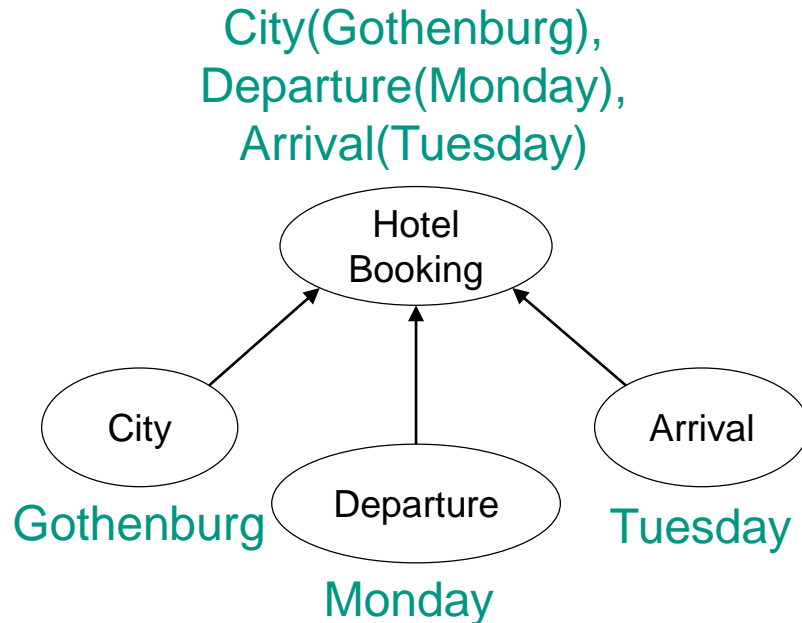 City(Gothenburg),
Departure(Monday),
Arrival(Tuesday)
Hotel
Booking
City
Arrival
Departure
Gothenburg
Tuesday
Monday